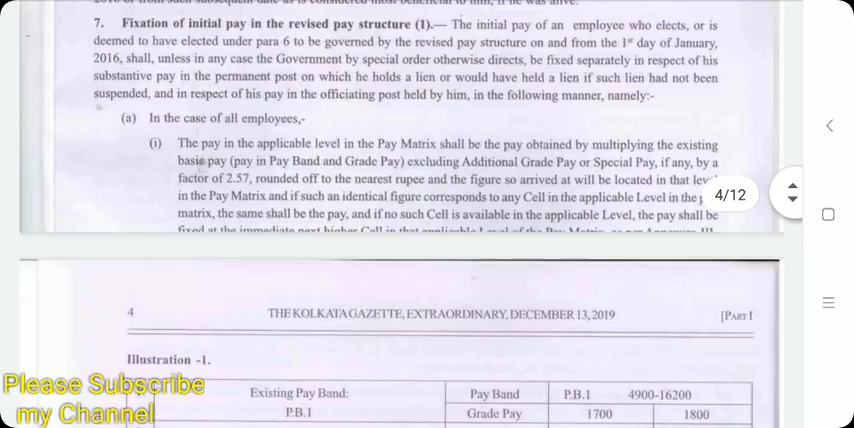 7. Fixation of initial pay in the revised pay structure (1).— The initial pay of an employee who elects, or is
deemed to have elected under para 6 to be governed by the revised pay structure on and from the 1st day of January,
2016, shall, unless in any case the Government by special order otherwise directs, be fixed separately in respect of his
substantive pay in the permanent post on which he holds a lien or would have held a lien if such lien had not been
suspended, and in respect of his pay in the officiating post held by him, in the following manner, namely:-
(a) In the case of all employees,-
(i) The pay in the applicable level in the Pay Matrix shall be the pay obtained by multiplying the existing
basic pay (pay in Pay Band and Grade Pay) excluding Additional Grade Pay or Special Pay, if any, by a
factor of 2.57, rounded off to the nearest rupee and the figure so arrived at will be located in that
in the Pay Matrix and if such an identical figure corresponds to any Cell in the applicable Level in the
4/12
matrix, the same shall be the pay, and if no such Cell is available in the applicable Level, the pay shall be
4 THE KOLKATA GAZETTE, EXTRAORDINARY, DECEMBER 13, 2019 [PART I
Illustration -1.
Existing Pay Band: Pay Band P.B.1 4900-16200
P.B.1 Grade Pay 1700 1800
Please Subscribe
my Channel